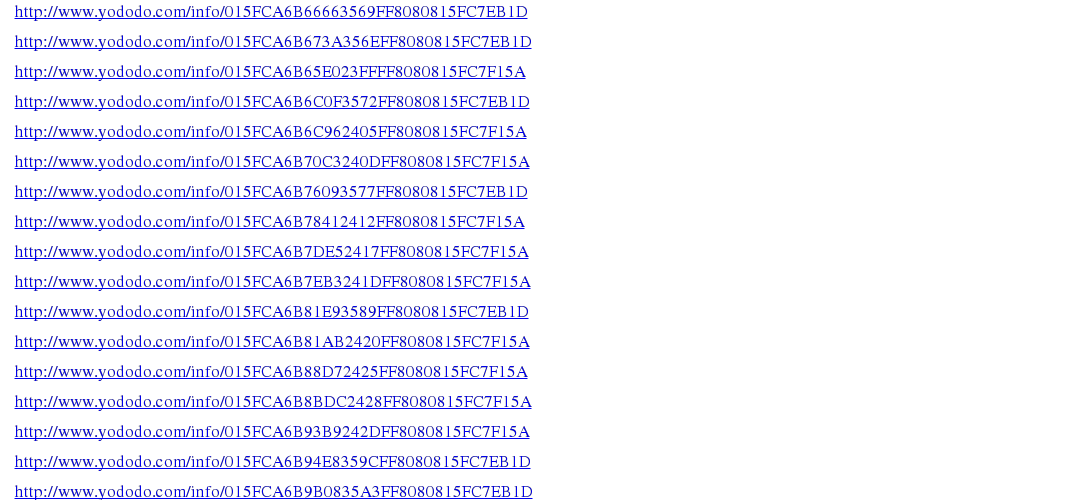 http://www.yododo.com/info/015FCA6B66663569FF8080815FC7EB1D
http://www.yododo.com/info/015FCA6B673A356EFF8080815FC7EB1D
http://www.yododo.com/info/015FCA6B65E023FFFF8080815FC7F15A
http://www.yododo.com/info/015FCA6B6C0F3572FF8080815FC7EB1D
http://www.yododo.com/info/015FCA6B6C962405FF8080815FC7F15A
http://www.yododo.com/info/015FCA6B70C3240DFF8080815FC7F15A
http://www.yododo.com/info/015FCA6B76093577FF8080815FC7EB1D
http://www.yododo.com/info/015FCA6B78412412FF8080815FC7F15A
http://www.yododo.com/info/015FCA6B7DE52417FF8080815FC7F15A
http://www.yododo.com/info/015FCA6B7EB3241DFF8080815FC7F15A
http://www.yododo.com/info/015FCA6B81E93589FF8080815FC7EB1D
http://www.yododo.com/info/015FCA6B81AB2420FF8080815FC7F15A
http://www.yododo.com/info/015FCA6B88D72425FF8080815FC7F15A
http://www.yododo.com/info/015FCA6B8BDC2428FF8080815FC7F15A
http://www.yododo.com/info/015FCA6B93B9242DFF8080815FC7F15A
http://www.yododo.com/info/015FCA6B94E8359CFF8080815FC7EB1D
http://www.yododo.com/info/015FCA6B9B0835A3FF8080815FC7EB1D